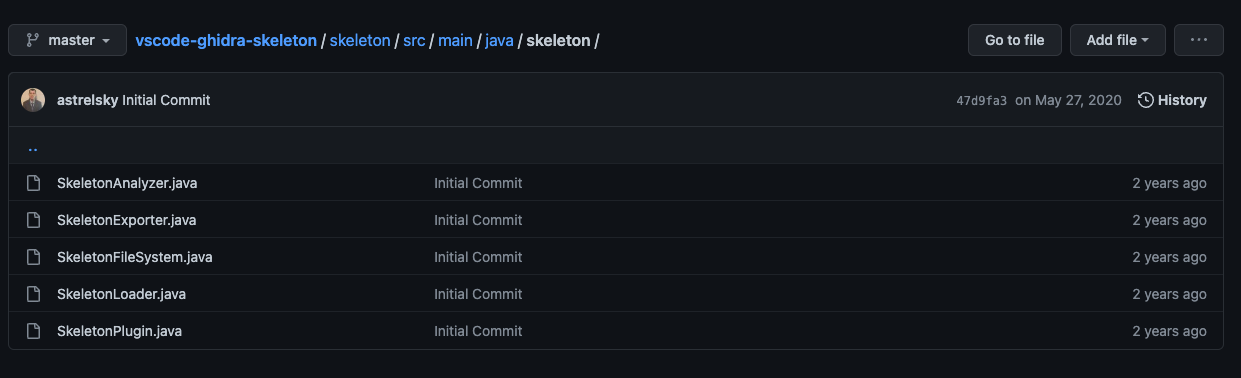 master vscode-ghidra-skeleton / skeleton / src / main / java / skeleton / Go to file Add file ...
astrelsky Initial Commit 47d9fa3 on May 27, 2020 History
..
SkeletonAnalyzer.java Initial Commit 2 years ago
SkeletonExporter.java Initial Commit 2 years ago
SkeletonFileSystem.java Initial Commit 2 years ago
SkeletonLoader.java Initial Commit 2 years ago
SkeletonPlugin.java Initial Commit 2 years ago